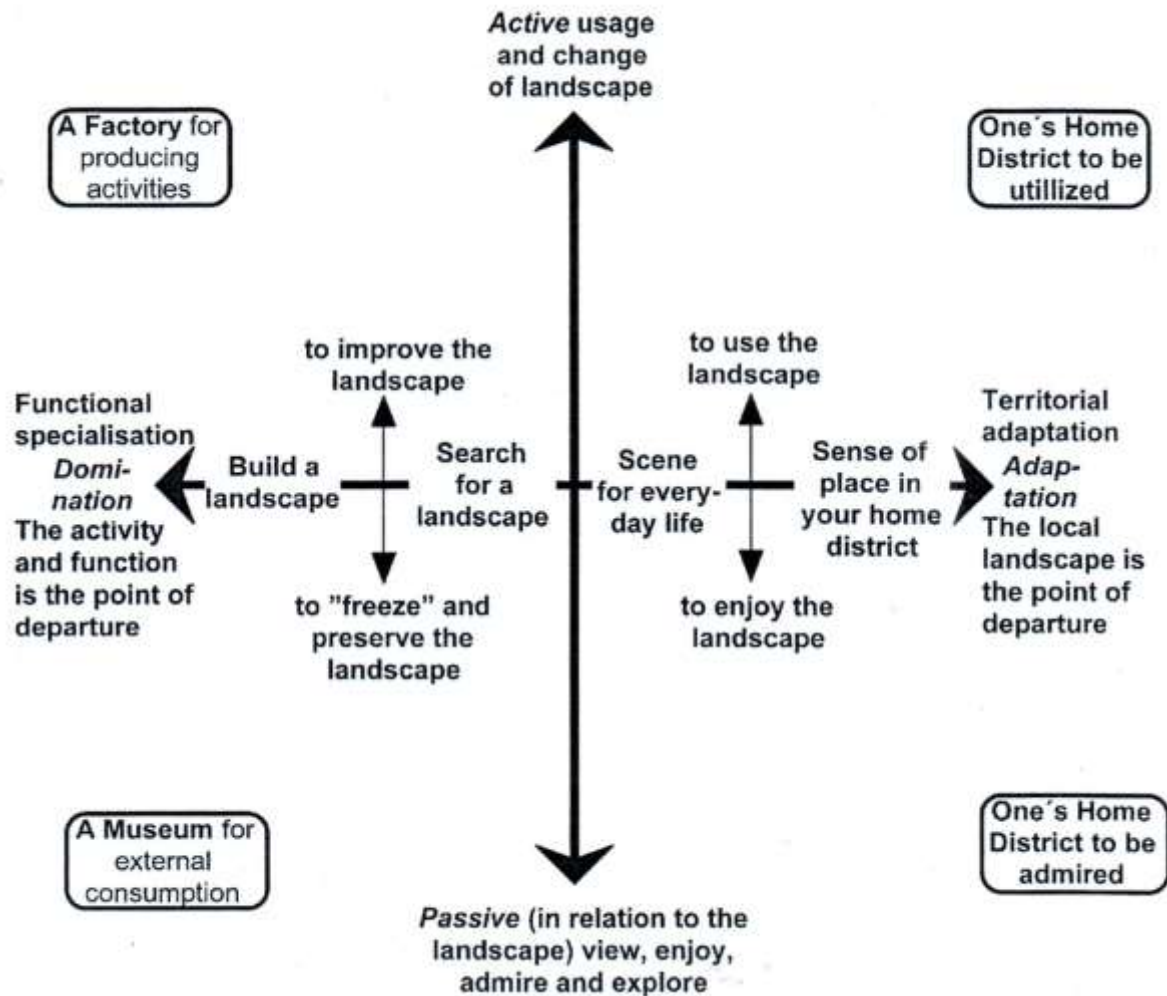 Active usage
and change
of landscape
A Factory for
producing
activities
One´s Home
District to be
utillized
to improve the
landscape
to use the
landscape
Functional
specialisation
Domi-
nation
The activity
and function
is the point of
departure
Build a
landscape
Search
for a
landscape
Scene
for every-
day life
Sense of
place in
your home
district
Territorial
adaptation
Adap-
tation
The local
landscape is
the point of
departure
to ”freeze” and
preserve the
landscape
to enjoy the
landscape
A Museum for
external
consumption
One´s Home
District to be
admired
Passive (in relation to the
landscape) view, enjoy,
admire and explore